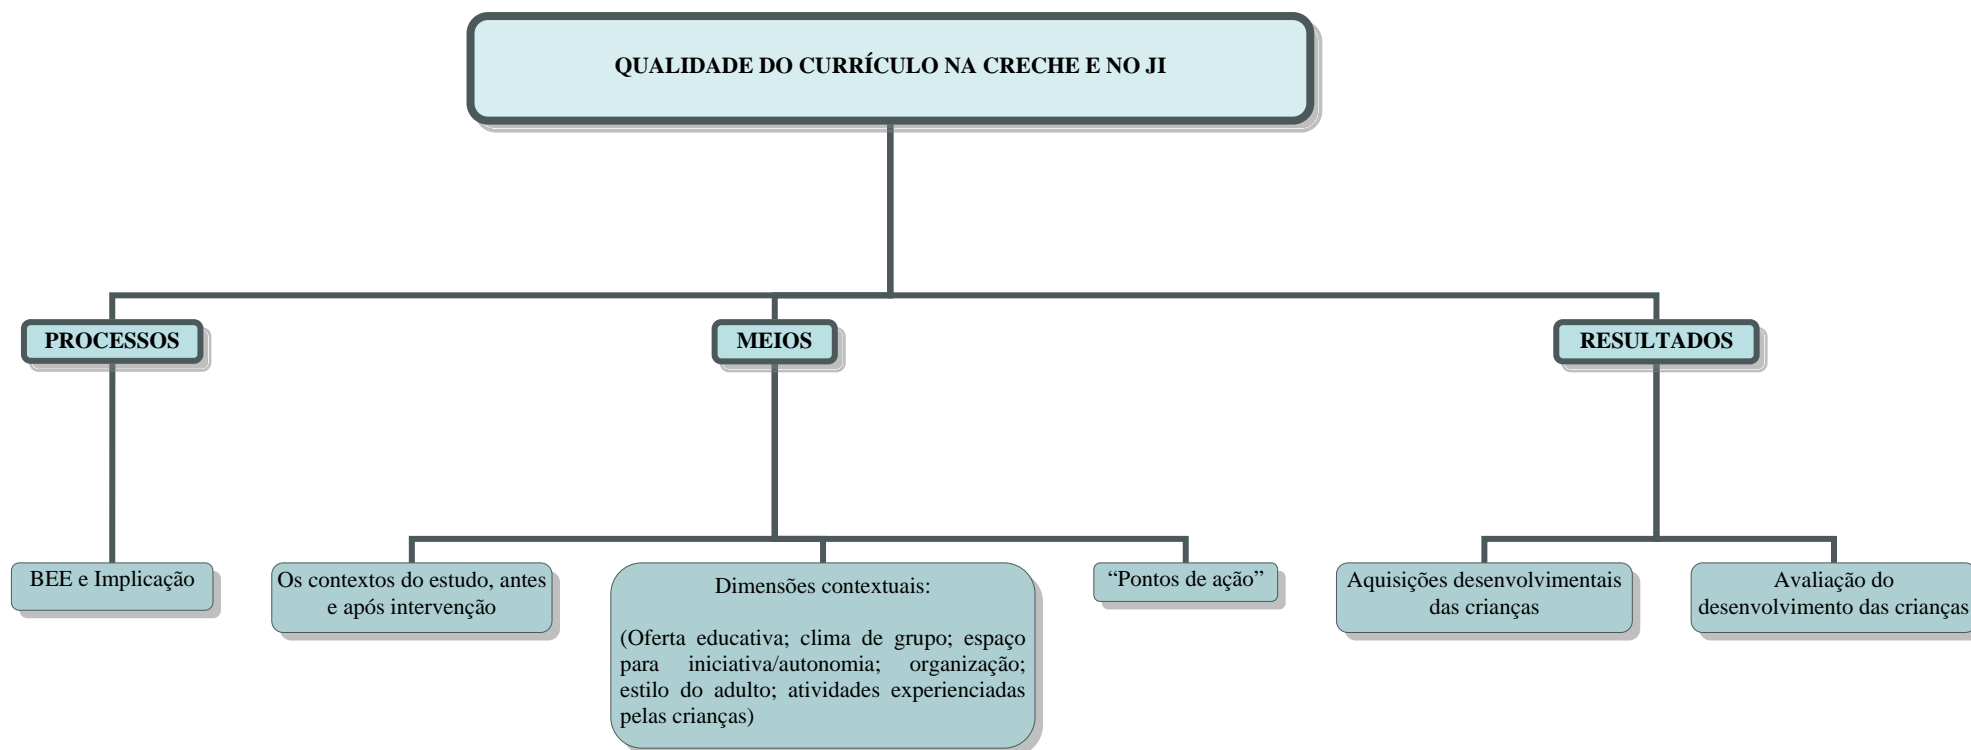 QUALIDADE DO CURRÍCULO NA CRECHE E NO JI
PROCESSOS
MEIOS
RESULTADOS
BEE e Implicação
Os contextos do estudo, antes
e após intervenção
Dimensões contextuais:
(Oferta educativa; clima de grupo; espaço
para iniciativa/autonomia; organização;
estilo do adulto; atividades experienciadas
pelas crianças)
“Pontos de ação”
Aquisições desenvolvimentais
das crianças
Avaliação do
desenvolvimento das crianças